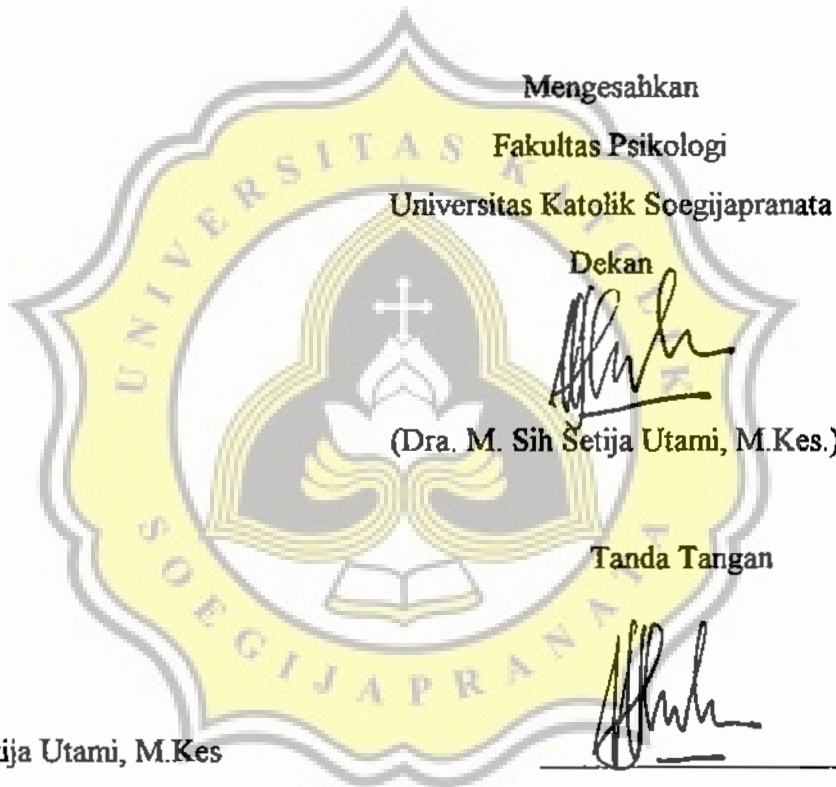 Mengesahkan
Fakultas Psikologi
Universitas Katolik Soegijapranata
Dekan
(Dra. M. Sih Setija Utami, M.Kes.)
Tanda Tangan
ija Utami, M.Kes
UNIVERSITAS KATOLIK
SOEGIJAPRANATA